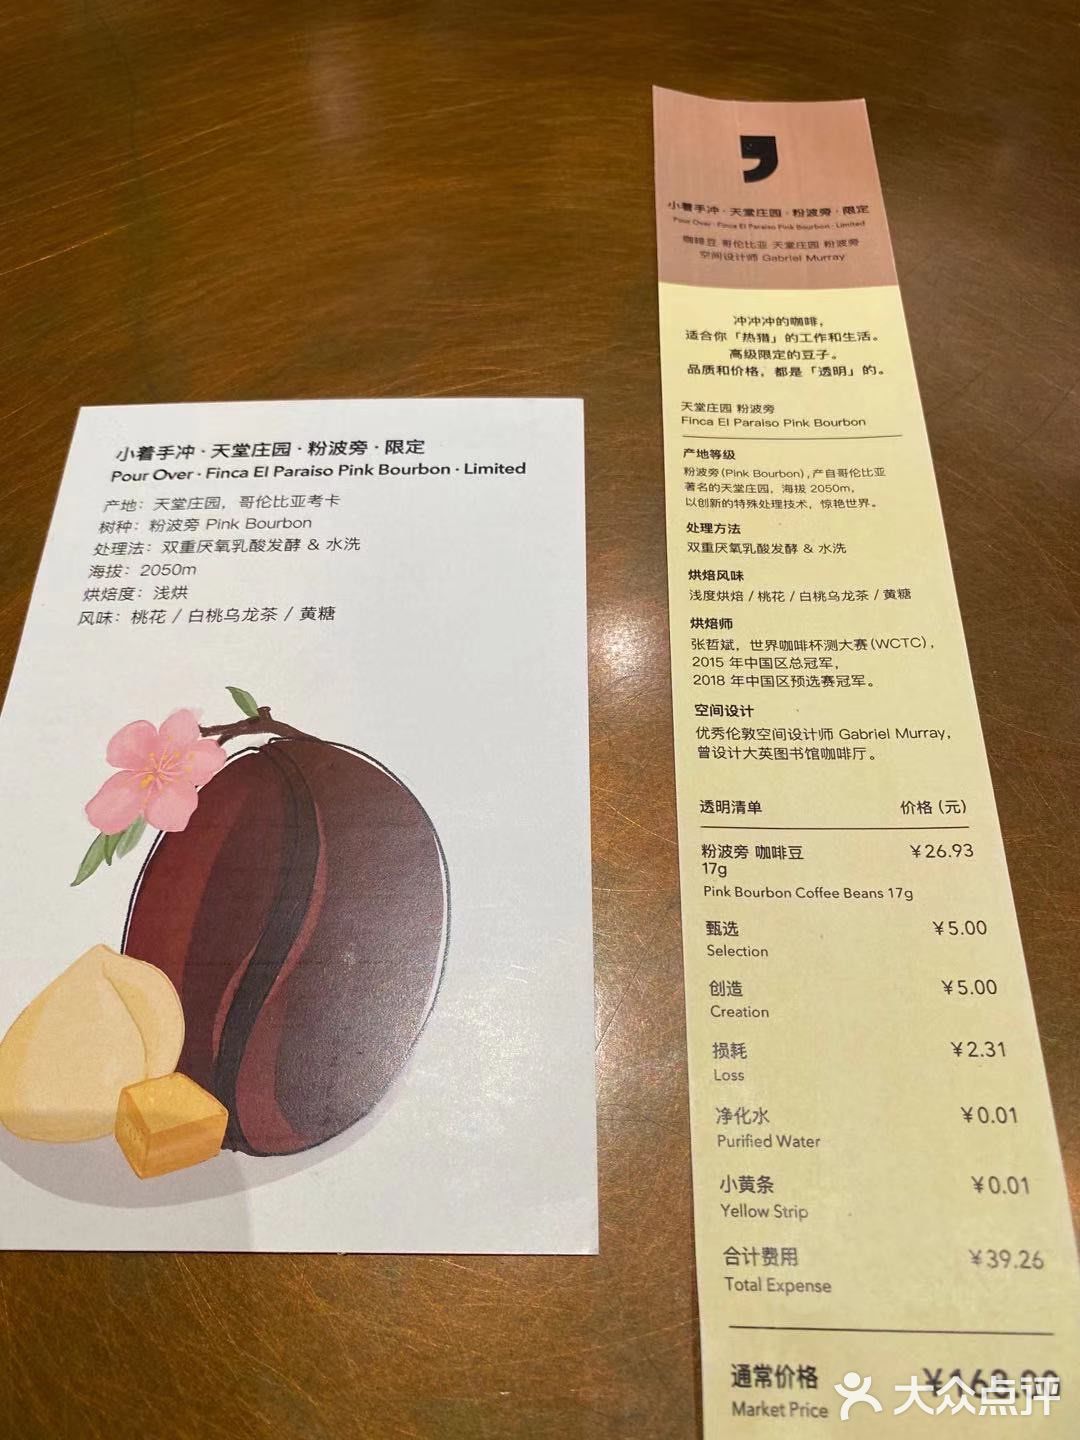 小着手冲·天堂庄园·粉波旁·限定
Pour Over · Finca El Paraiso Pink Bourbon · Limited
产地：天堂庄园，哥伦比亚考卡
树种：粉波旁 Pink Bourbon
处理法：双重厌氧乳酸发酵 & 水洗
海拔：2050m
烘焙度：浅烘
风味：桃花 / 白桃乌龙茶 / 黄糖
小着手冲·天堂庄园·粉波旁·限定
Pour Over · Finca El Paraiso Pink Bourbon · Limited
咖啡豆 哥伦比亚 天堂庄园 粉波旁
空间设计师 Gabriel Murray
冲冲冲的咖啡，
适合你「热猎」的工作和生活。
高级限定的豆子。
品质和价格，都是「透明」的。
天堂庄园 粉波旁
Finca El Paraiso Pink Bourbon
产地等级
粉波旁（Pink Bourbon），产自哥伦比亚
著名的天堂庄园，海拔 2050m，
以创新的特殊处理技术，惊艳世界。
处理方法
双重厌氧乳酸发酵 & 水洗
烘焙风味
浅度烘焙 / 桃花 / 白桃乌龙茶 / 黄糖
烘焙师
张哲斌，世界咖啡杯测大赛（WCTC），
2015 年中国区总冠军，
2018 年中国区预选赛冠军。
空间设计
优秀伦敦空间设计师 Gabriel Murray，
曾设计大英图书馆咖啡厅。
透明清单 价格（元）
粉波旁 咖啡豆 ¥26.93
17g
Pink Bourbon Coffee Beans 17g
甄选 ¥5.00
Selection
创造 ¥5.00
Creation
损耗 ¥2.31
Loss
净化水 ¥0.01
Purified Water
小黄条 ¥0.01
Yellow Strip
合计费用 ¥39.26
Total Expense
通常价格
Market Price
大众点评